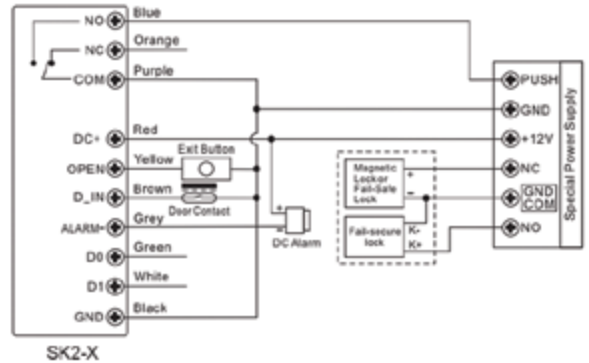 NO Blue
NC Orange
COM Purple
DC+ Red
Exit Button
OPEN Yellow
D_IN Brown
Door Contact
ALARM- Grey
+
−
DC Alarm
D0 Green
D1 White
GND Black
SK2-X
Magnetic
Lock or
Fail-Safe
Lock
+
−
Fail-secure
lock
K-
K+
PUSH
GND
+12V
NC
GND
COM
NO
Special Power Supply